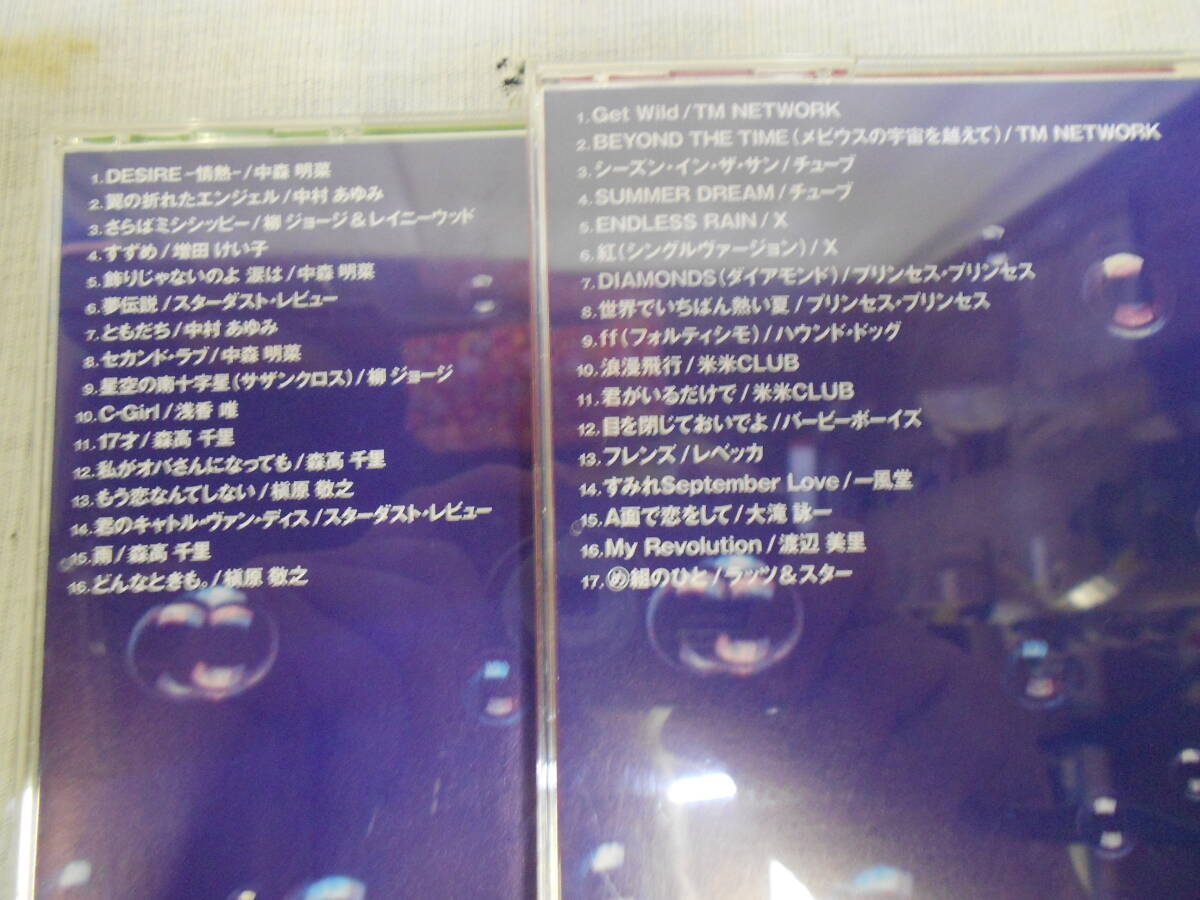 1.DESIRE -情熱-/中森 明菜
2.翼の折れたエンジェル/中村 あゆみ
3.さらばミシシッピー/柳 ジョージ&レイニーウッド
4.すずめ/増田 けい子
5.飾りじゃないのよ 涙は/中森 明菜
6.夢伝説/スターダスト・レビュー
7.ともだち/中村 あゆみ
8.セカンド・ラブ/中森 明菜
9.星空の南十字星(サザンクロス)/柳 ジョージ
10.C-Girl/浅香 唯
11.17才/森高 千里
12.私がオバさんになっても/森高 千里
13.もう恋なんてしない/槇原 敬之
14.君のキャトル・ヴァン・ディス/スターダスト・レビュー
15.雨/森高 千里
16.どんなときも。/槇原 敬之
1.Get Wild/TM NETWORK
2.BEYOND THE TIME(メビウスの宇宙を越えて)/TM NETWORK
3.シーズン・イン・ザ・サン/チューブ
4.SUMMER DREAM/チューブ
5.ENDLESS RAIN/X
6.紅(シングルヴァージョン)/X
7.DIAMONDS(ダイアモンド)/プリンセス・プリンセス
8.世界でいちばん熱い夏/プリンセス・プリンセス
9.ff(フォルティシモ)/ハウンド・ドッグ
10.浪漫飛行/米米CLUB
11.君がいるだけで/米米CLUB
12.目を閉じておいでよ/バービーボーイズ
13.フレンズ/レベッカ
14.すみれSeptember Love/一風堂
15.A面で恋をして/大滝 詠一
16.My Revolution/渡辺 美里
17.め組のひと/ラッツ&スター